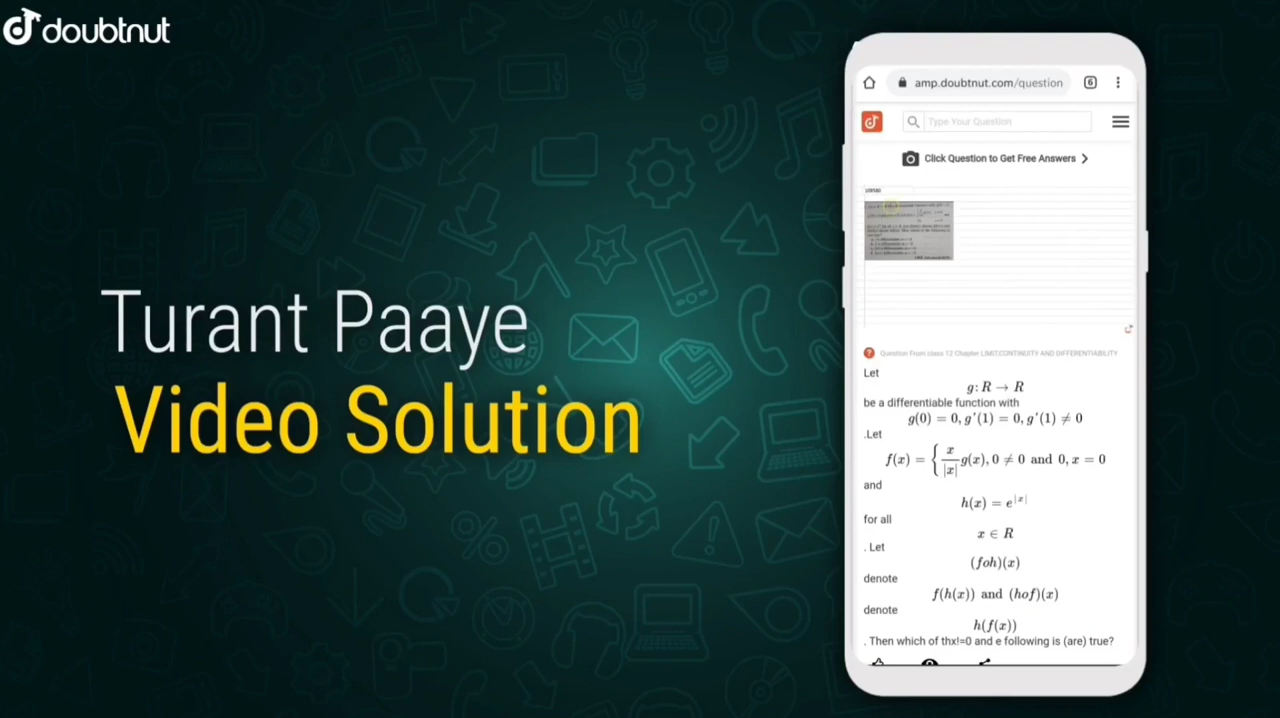 doubtnut
Turant Paaye
Video Solution
amp.doubtnut.com/question
6
Type Your Question
Click Question to Get Free Answers
Question From class 12 Chapter LIMIT,CONTINUITY AND DIFFERENTIABILITY
Let
g: R → R
be a differentiable function with
g(0) = 0, g'(1) = 0, g'(1) ≠ 0
.Let
f(x) = { x/|x| g(x), 0 ≠ 0 and 0, x = 0
and
h(x) = e^|x|
for all
x ∈ R
. Let
(foh)(x)
denote
f(h(x)) and (hof)(x)
denote
h(f(x))
. Then which of thx!=0 and e following is (are) true?